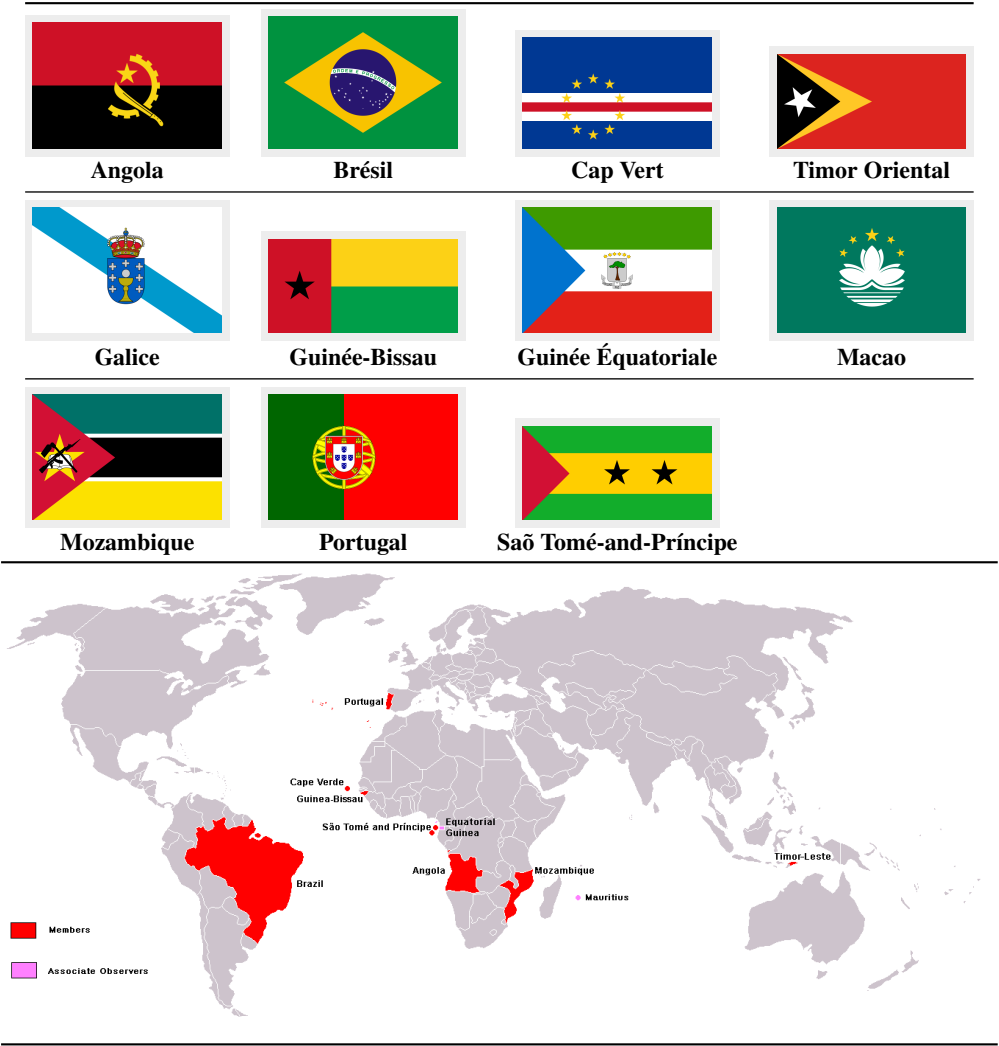 ORDEM E PROGRESSO
Angola
Brésil
Cap Vert
Timor Oriental
Galice
Guinée-Bissau
Guinée Équatoriale
Macao
Mozambique
Portugal
Saõ Tomé-and-Príncipe
Portugal
Cape Verde
Guinea-Bissau
São Tomé and Príncipe
Equatorial
Guinea
Timor-Leste
Angola
Mozambique
Brazil
Mauritius
Members
Associate Observers